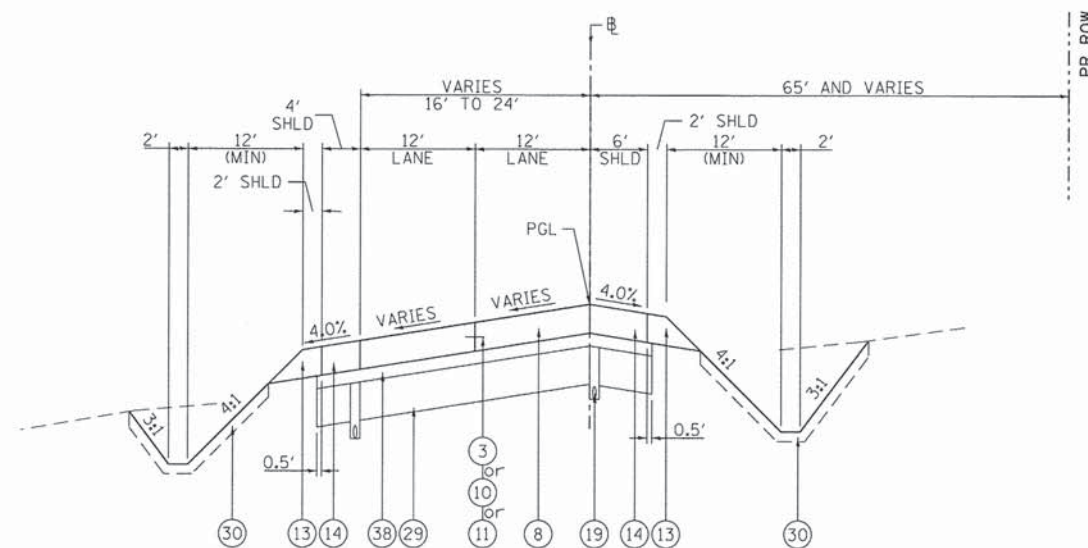 PR ROW
℄
VARIES
16' TO 24'
65' AND VARIES
4'
SHLD
2' SHLD
2'
12'
(MIN)
12'
LANE
12'
LANE
6'
SHLD
12'
(MIN)
2'
2' SHLD
PGL
4.0%
VARIES
VARIES
4.0%
4:1
3:1
3:1
4:1
0.5'
0.5'
3
or
10
or
11
30
13
14
38
29
8
19
14
13
30